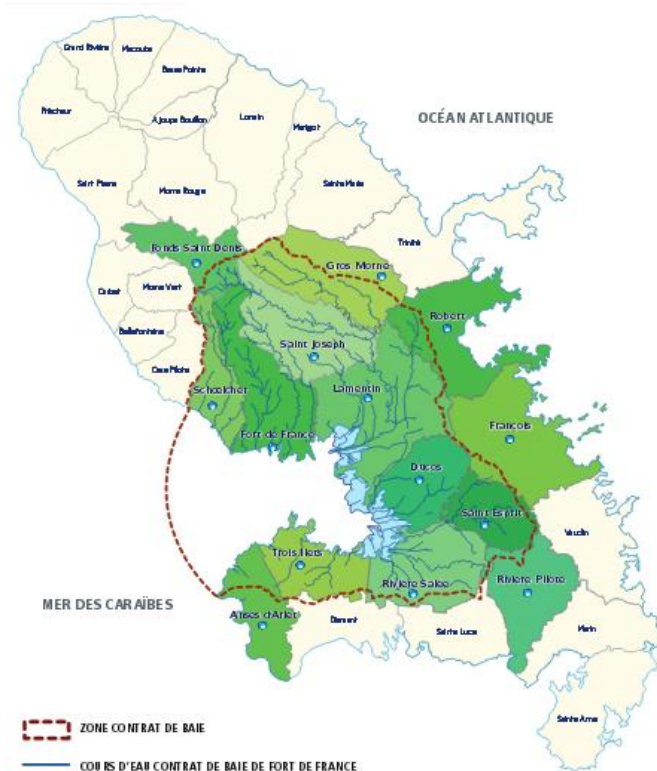 Grand Rivière
Macouba
Basse Pointe
Prêcheur
Ajoupa Bouillon
Lorrain
Marigot
OCÉAN ATLANTIQUE
Saint Pierre
Morne Rouge
Sainte Marie
Trinité
Fonds Saint Denis
Gros Morne
Carbet
Morne Vert
Robert
Bellefontaine
Saint Joseph
Case Pilote
Schœlcher
Lamentin
François
Fort de France
Ducos
Saint Esprit
Vauclin
Trois Ilets
Rivière Salée
Rivière Pilote
MER DES CARAÏBES
Anses d'Arlet
Diamant
Sainte Luce
Marin
Sainte Anne
ZONE CONTRAT DE BAIE
COURS D'EAU CONTRAT DE BAIE DE FORT DE FRANCE